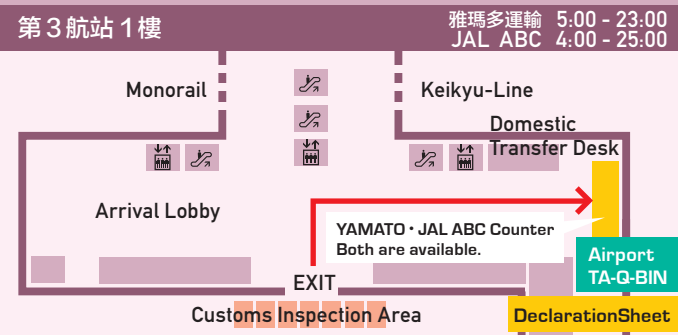 第3航站 1樓
雅瑪多運輸 5:00 - 23:00
JAL ABC 4:00 - 25:00
Monorail
Keikyu-Line
Domestic
Transfer Desk
Arrival Lobby
YAMATO・JAL ABC Counter
Both are available.
Airport
TA-Q-BIN
EXIT
Customs Inspection Area
DeclarationSheet